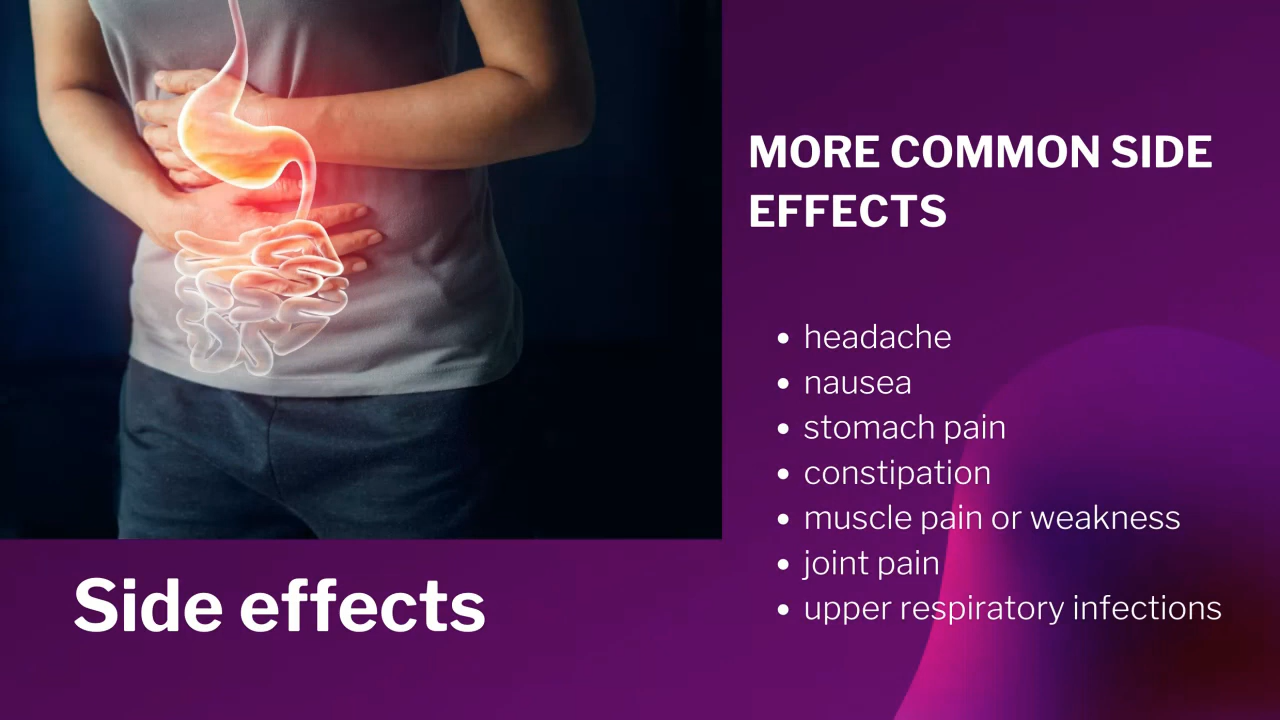 MORE COMMON SIDE
EFFECTS
• headache
• nausea
• stomach pain
• constipation
• muscle pain or weakness
• joint pain
• upper respiratory infections
Side effects